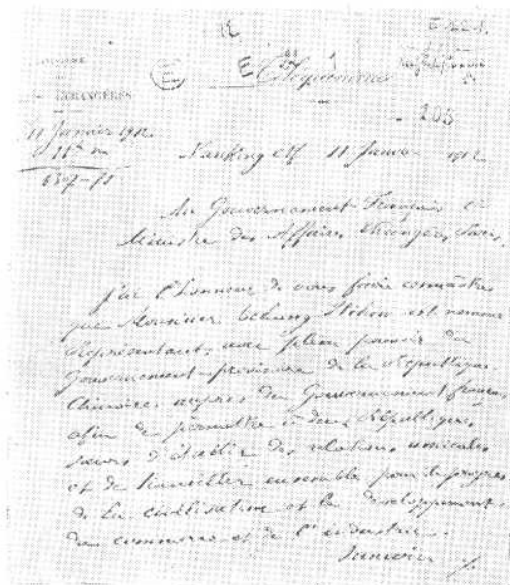 ÉTRANGÈRES
E
E
205
11 Janvier 1912
Nanking 11 Janvier 1912
Au Gouvernement Français et
Ministre des Affaires Etrangères, Paris.
J'ai l'honneur de vous faire connaître
que Monsieur Tchang est nommé
Représentant, avec plein pouvoir du
Gouvernement provisoire de la République
Chinoise auprès du Gouvernement français
afin de permettre à deux Républiques
sœurs d'établir des relations amicales
et de travailler ensemble pour le progrès
de la civilisation et le développement
du commerce et de l'industrie.